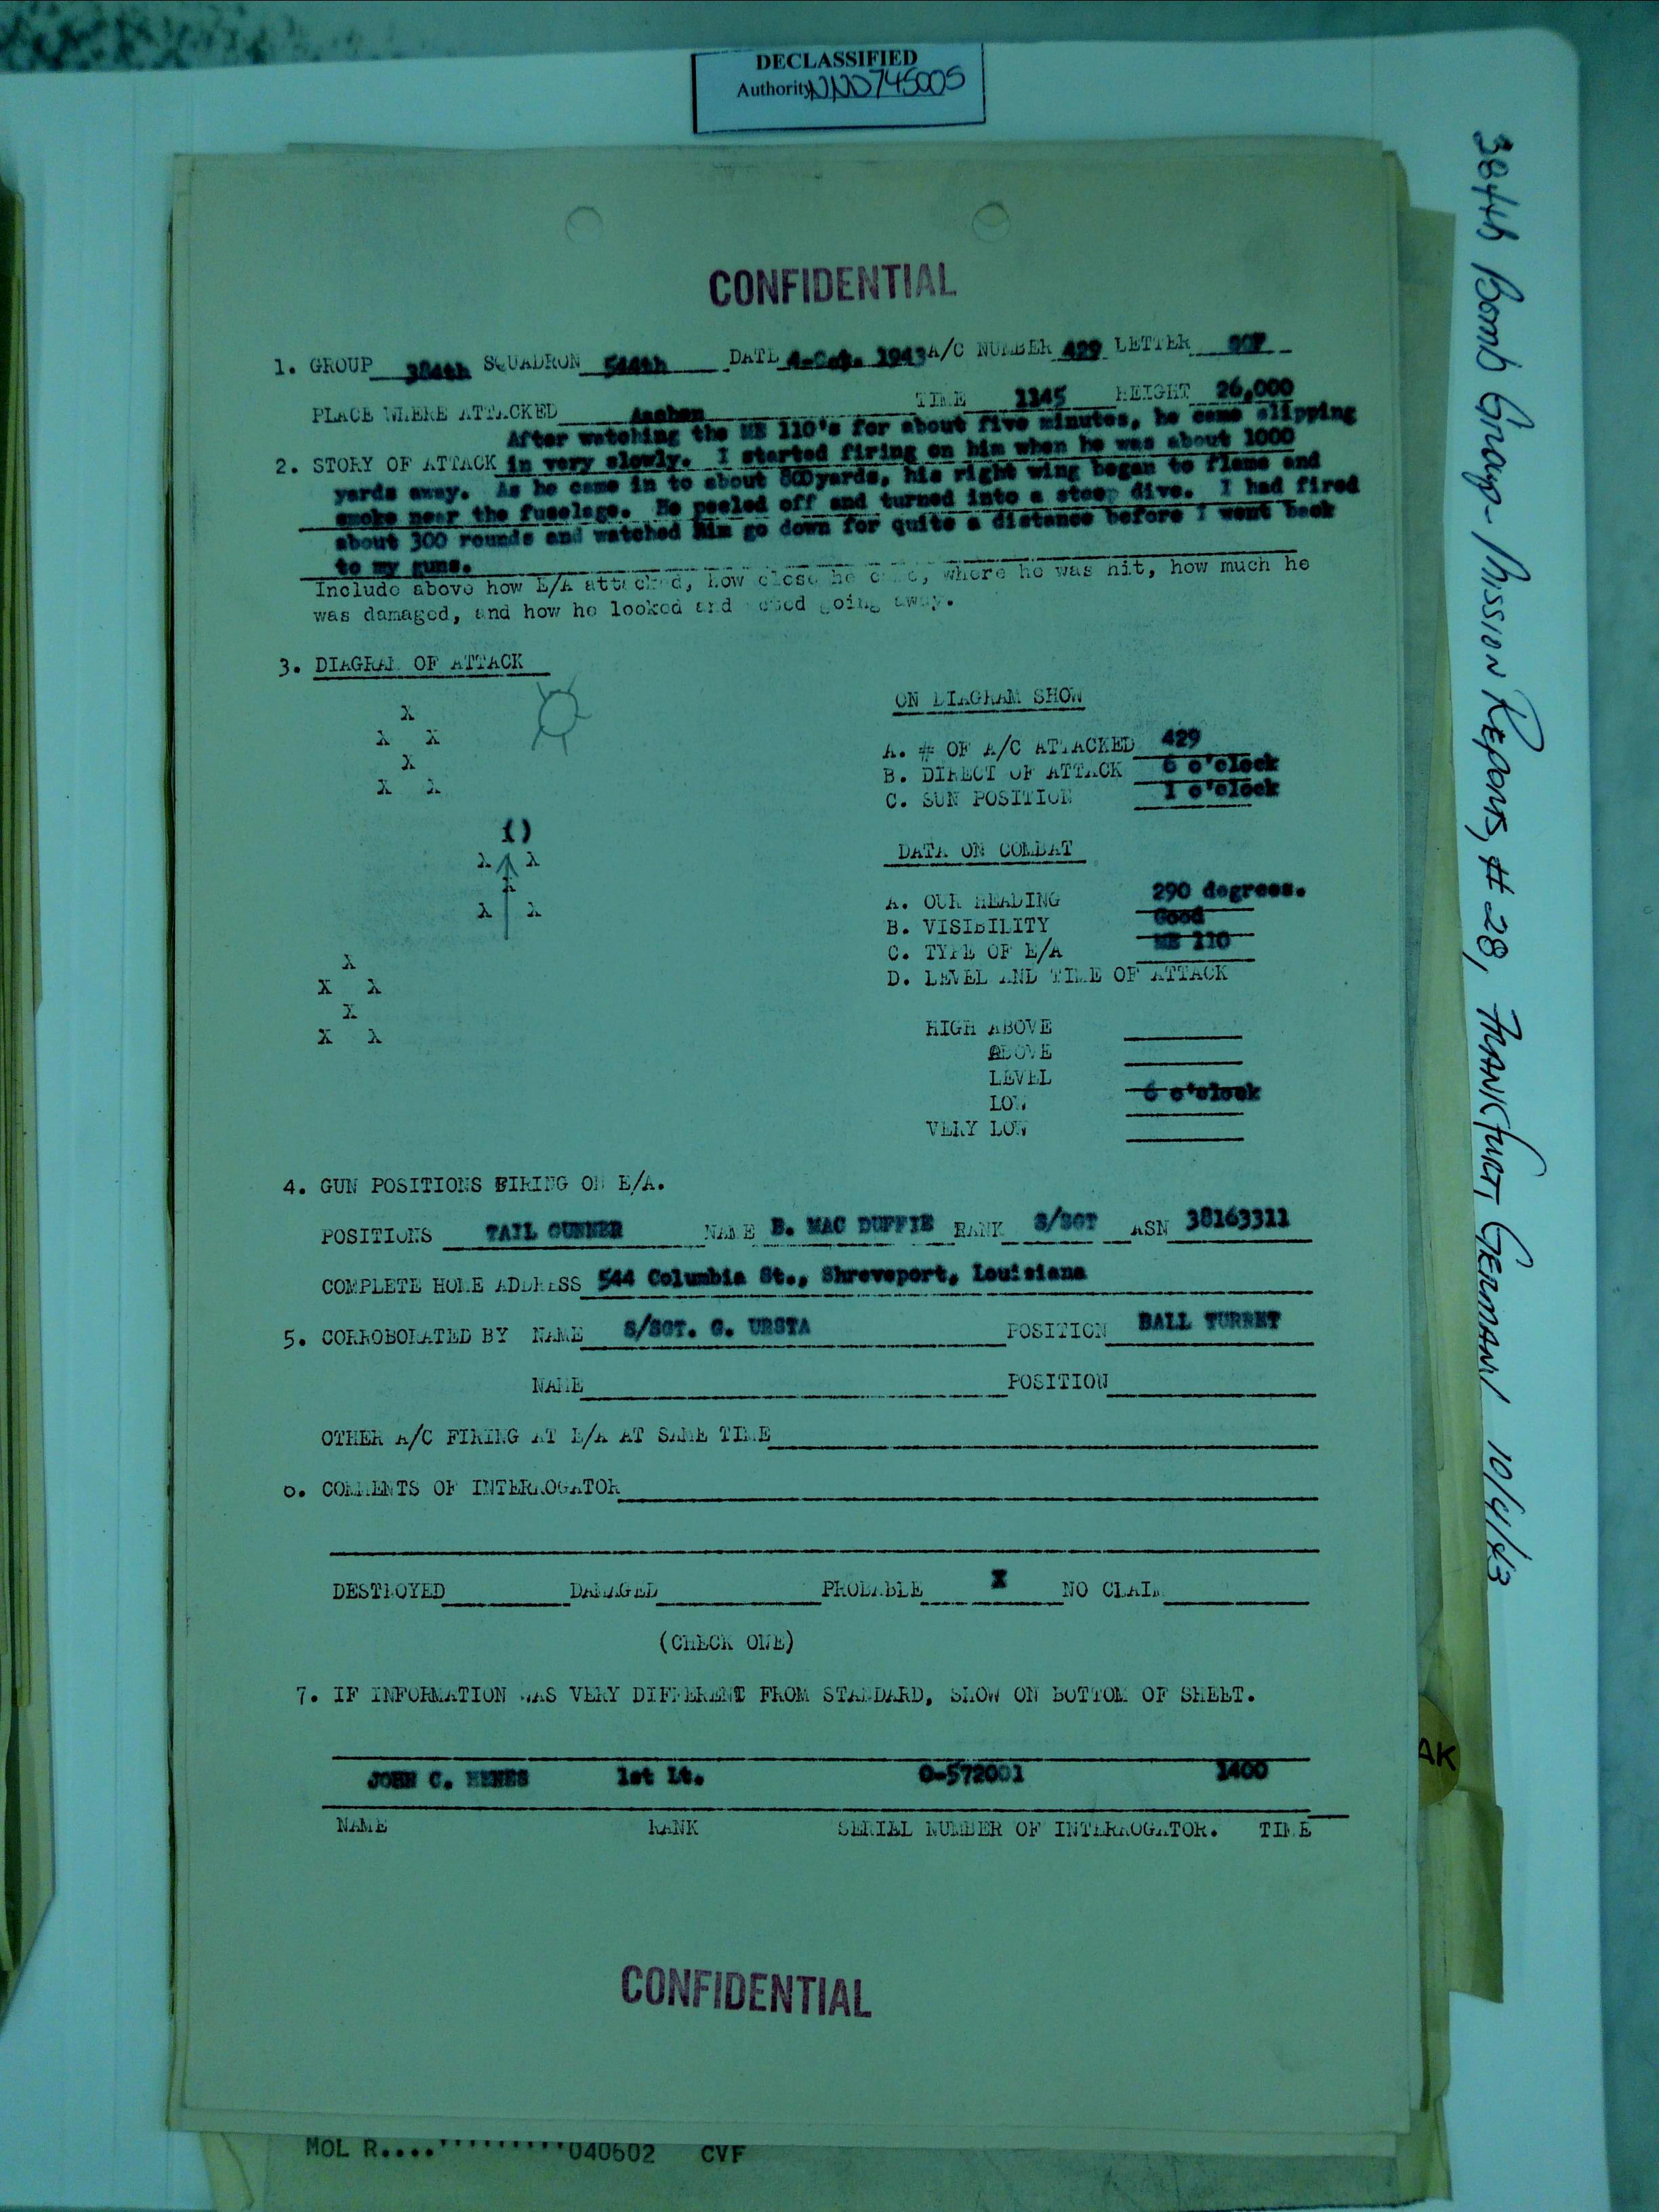 DECLASSIFIED
Authority NND745005
CONFIDENTIAL
1. GROUP 384th SQUADRON 544th DATE 4-Oct. 1943 A/C NUMBER 429 LETTER
PLACE WHERE ATTACKED Aachen TIME 1145 HEIGHT 26,000
After watching the ME 110's for about five minutes, he came slipping
2. STORY OF ATTACK in very slowly. I started firing on him when he was about 1000
yards away. As he came in to about 800yards, his right wing began to flame and
smoke near the fuselage. He peeled off and turned into a steep dive. I had fired
about 300 rounds and watched him go down for quite a distance before I went back
to my guns.
Include above how E/A attacked, how close he came, where he was hit, how much he
was damaged, and how he looked and acted going away.
3. DIAGRAM OF ATTACK
X
X X
X
X X
ON DIAGRAM SHOW
A. # OF A/C ATTACKED 429
B. DIRECT OF ATTACK 6 o'clock
C. SUN POSITION 1 o'clock
()
X X
X
X X
DATA ON COMBAT
A. OUR HEADING 290 degrees.
B. VISIBILITY Good
C. TYPE OF E/A ME 110
D. LEVEL AND TIME OF ATTACK
X
X X
X
X X
HIGH ABOVE
ABOVE
LEVEL
LOW 6 o'clock
VERY LOW
4. GUN POSITIONS FIRING ON E/A.
POSITIONS TAIL GUNNER NAME B. MAC DUFFIE RANK S/SGT ASN 38163311
COMPLETE HOME ADDRESS 544 Columbia St., Shreveport, Louisiana
5. CORROBORATED BY NAME S/SGT. G. URSTA POSITION BALL TURRET
NAME POSITION
OTHER A/C FIRING AT E/A AT SAME TIME
6. COMMENTS OF INTERROGATOR
DESTROYED DAMAGED PROBABLE X NO CLAIM
(CHECK ONE)
7. IF INFORMATION WAS VERY DIFFERENT FROM STANDARD, SHOW ON BOTTOM OF SHEET.
JOHN C. 1st Lt. O-572001 1400
NAME RANK SERIAL NUMBER OF INTERROGATOR. TIME
CONFIDENTIAL
MOL R....'''''''''040602 CVF
AK
384th Bomb Group - Mission Reports, # 28, FRANKfurt, GERMANY 10/4/43